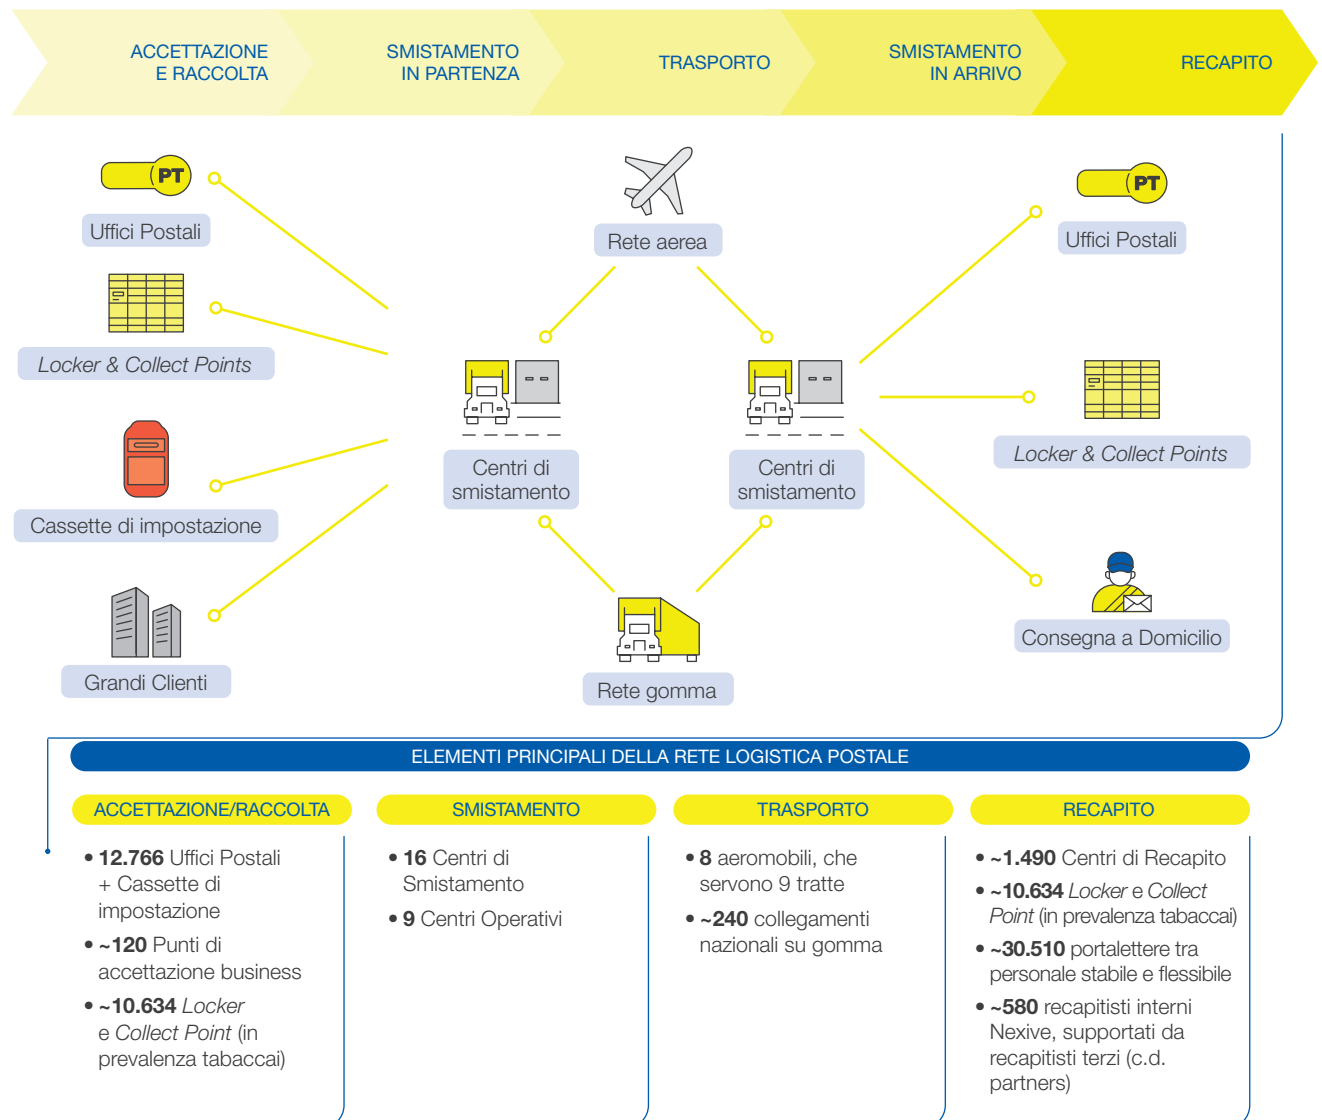 ACCETTAZIONE
E RACCOLTA
SMISTAMENTO
IN PARTENZA
TRASPORTO
SMISTAMENTO
IN ARRIVO
RECAPITO
PT
Uffici Postali
Locker & Collect Points
Cassette di impostazione
Grandi Clienti
Rete aerea
Centri di
smistamento
Centri di
smistamento
Rete gomma
PT
Uffici Postali
Locker & Collect Points
Consegna a Domicilio
ELEMENTI PRINCIPALI DELLA RETE LOGISTICA POSTALE
ACCETTAZIONE/RACCOLTA
• 12.766 Uffici Postali
+ Cassette di
impostazione
• ~120 Punti di
accettazione business
• ~10.634 Locker
e Collect Point (in
prevalenza tabaccai)
SMISTAMENTO
• 16 Centri di
Smistamento
• 9 Centri Operativi
TRASPORTO
• 8 aeromobili, che
servono 9 tratte
• ~240 collegamenti
nazionali su gomma
RECAPITO
• ~1.490 Centri di Recapito
• ~10.634 Locker e Collect
Point (in prevalenza tabaccai)
• ~30.510 portalettere tra
personale stabile e flessibile
• ~580 recapitisti interni
Nexive, supportati da
recapitisti terzi (c.d.
partners)